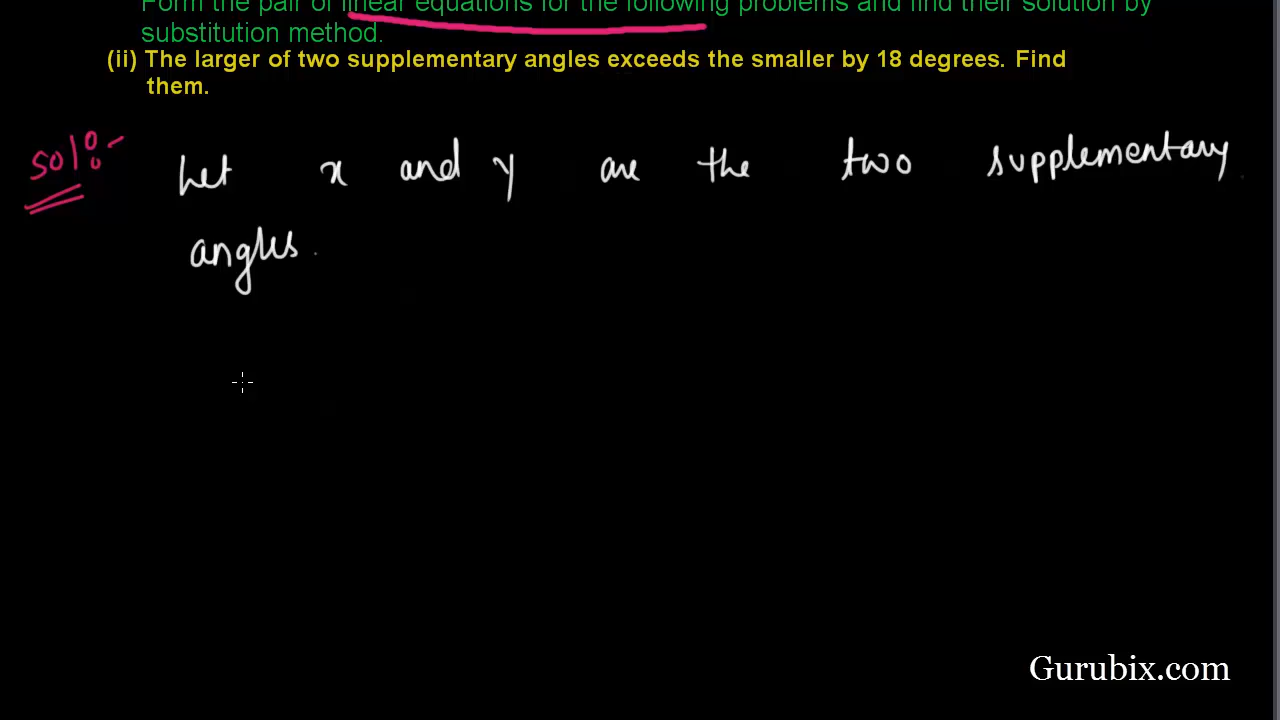 Form the pair of linear equations for the following problems and find their solution by
substitution method.
(ii) The larger of two supplementary angles exceeds the smaller by 18 degrees. Find
them.
sol:-
Let x and y are the two supplementary
angles.
Gurubix.com